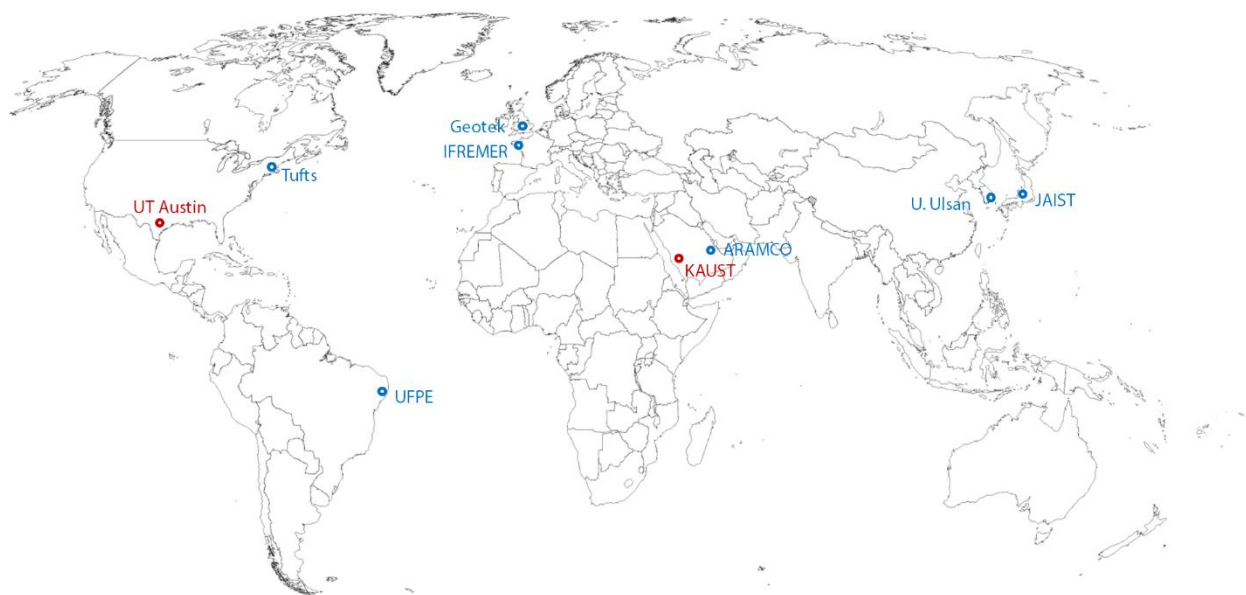 Geotek
IFREMER
Tufts
UT Austin
U. Ulsan
JAIST
ARAMCO
KAUST
UFPE